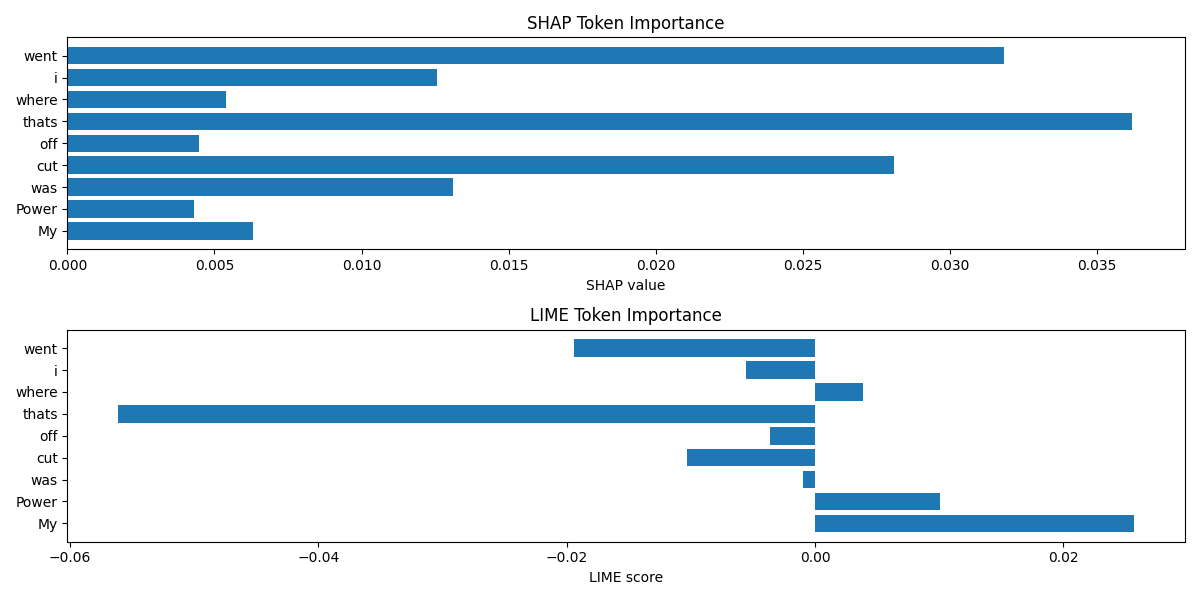 SHAP Token Importance
went
i
where
thats
off
cut
was
Power
My
0.000 0.005 0.010 0.015 0.020 0.025 0.030 0.035
SHAP value
LIME Token Importance
went
i
where
thats
off
cut
was
Power
My
−0.06 −0.04 −0.02 0.00 0.02
LIME score